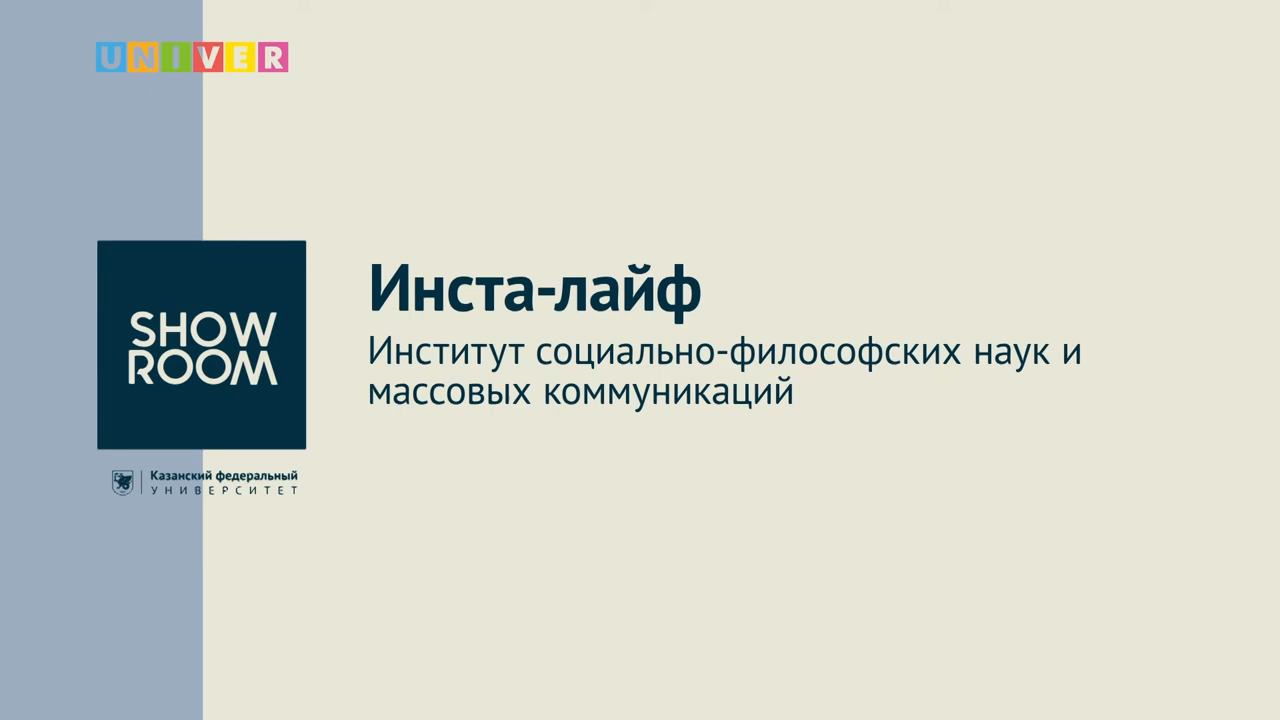 UNIVER
SHOW
ROOM
Инста-лайф
Институт социально-философских наук и
массовых коммуникаций
Казанский федеральный
УНИВЕРСИТЕТ